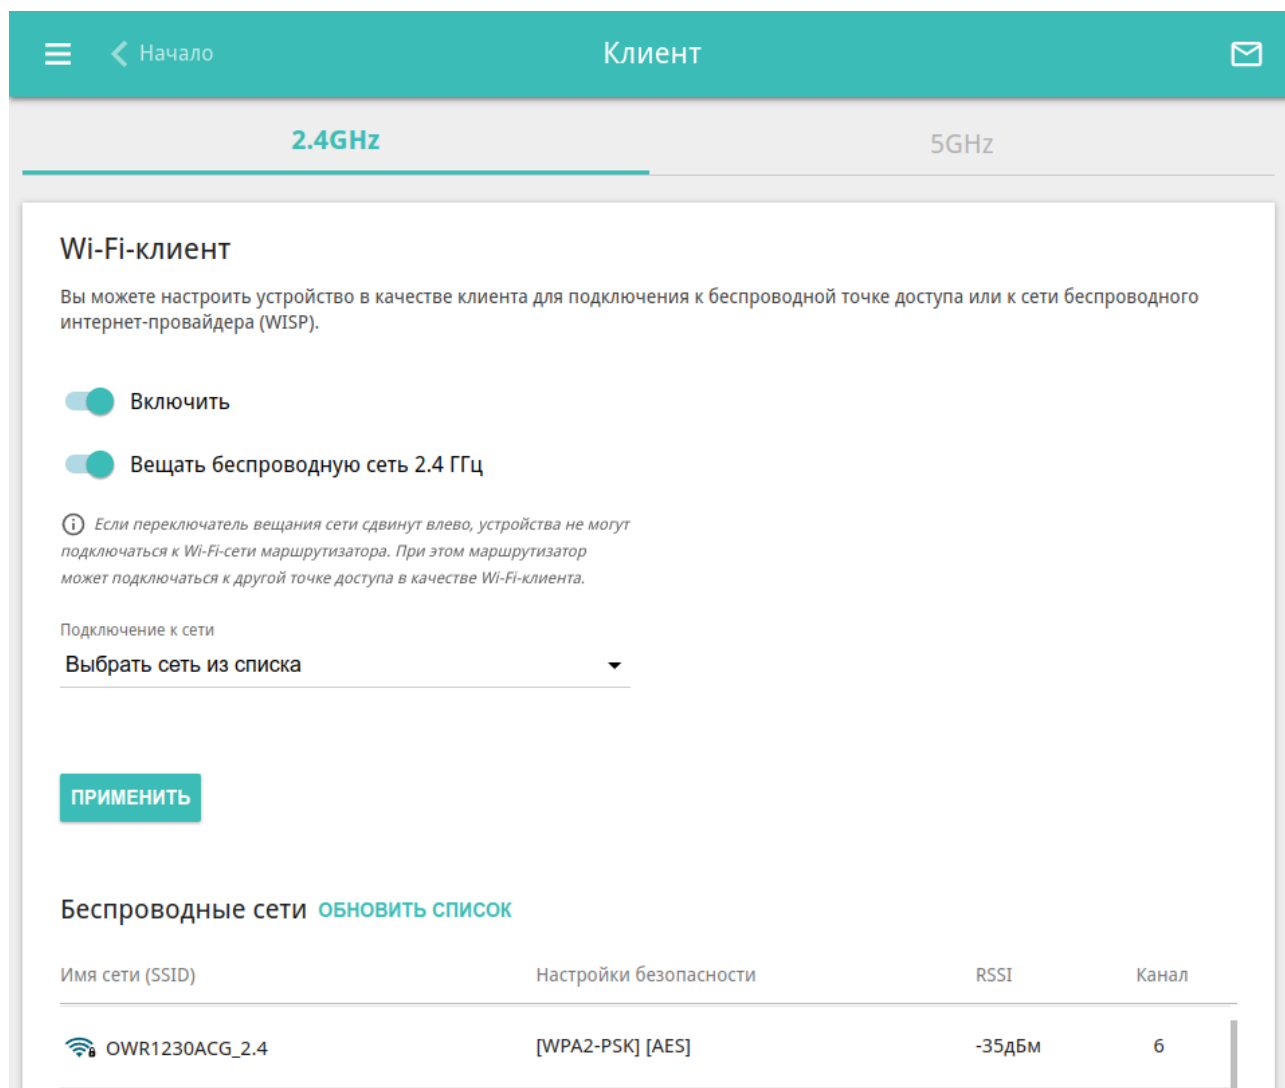 Начало
Клиент
2.4GHz
5GHz
Wi-Fi-клиент
Вы можете настроить устройство в качестве клиента для подключения к беспроводной точке доступа или к сети беспроводного
интернет-провайдера (WISP).
Включить
Вещать беспроводную сеть 2.4 ГГц
Если переключатель вещания сети сдвинут влево, устройства не могут
подключаться к Wi-Fi-сети маршрутизатора. При этом маршрутизатор
может подключаться к другой точке доступа в качестве Wi-Fi-клиента.
Подключение к сети
Выбрать сеть из списка
ПРИМЕНИТЬ
Беспроводные сети ОБНОВИТЬ СПИСОК
Имя сети (SSID) Настройки безопасности RSSI Канал
OWR1230ACG_2.4 [WPA2-PSK] [AES] -35дБм 6